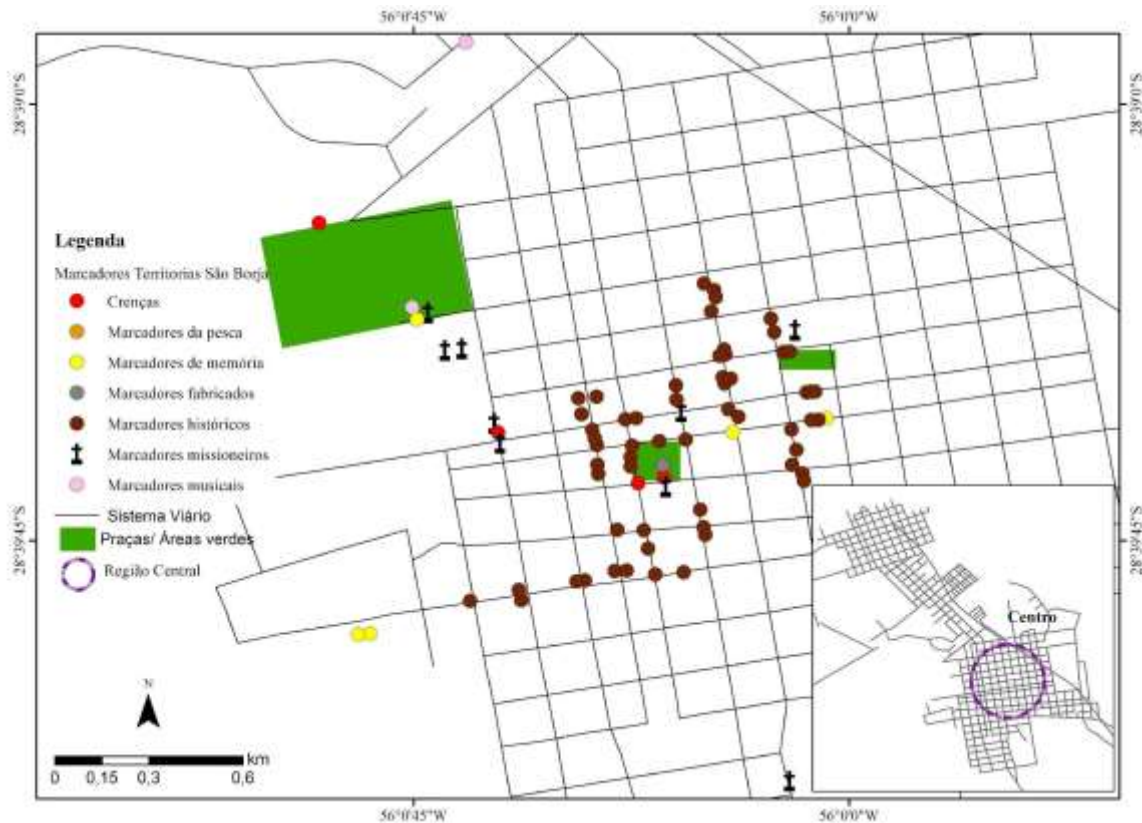 56°0'45"W
56°0'0"W
28°39'0"S
28°39'0"S
Legenda
Marcadores Territorias São Borja
Crenças
Marcadores da pesca
Marcadores de memória
Marcadores fabricados
Marcadores históricos
Marcadores missioneiros
Marcadores musicais
Sistema Viário
Praças/ Áreas verdes
Região Central
28°39'45"S
28°39'45"S
Centro
N
km
0 0,15 0,3 0,6
56°0'45"W
56°0'0"W